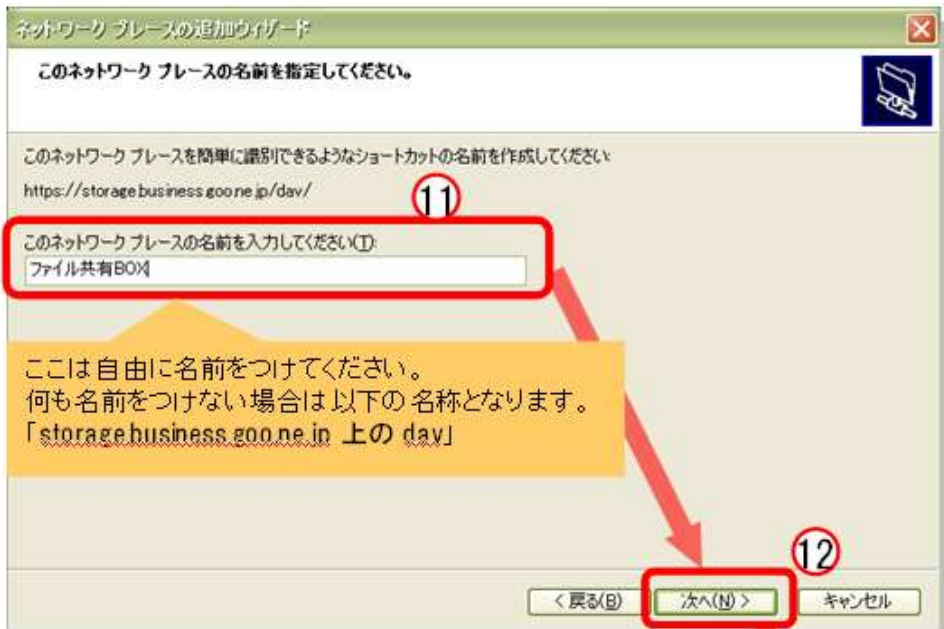 ネットワーク プレースの追加ウィザード
このネットワーク プレースの名前を指定してください。
このネットワーク プレースを簡単に識別できるようなショートカットの名前を作成してください:
https://storage.business.goo.ne.jp/dav/
⑪
このネットワーク プレースの名前を入力してください(T):
ファイル共有BOX
ここは自由に名前をつけてください。
何も名前をつけない場合は以下の名称となります。
「storage.business.goo.ne.jp 上の dav」
⑫
< 戻る(B)
次へ(N) >
キャンセル